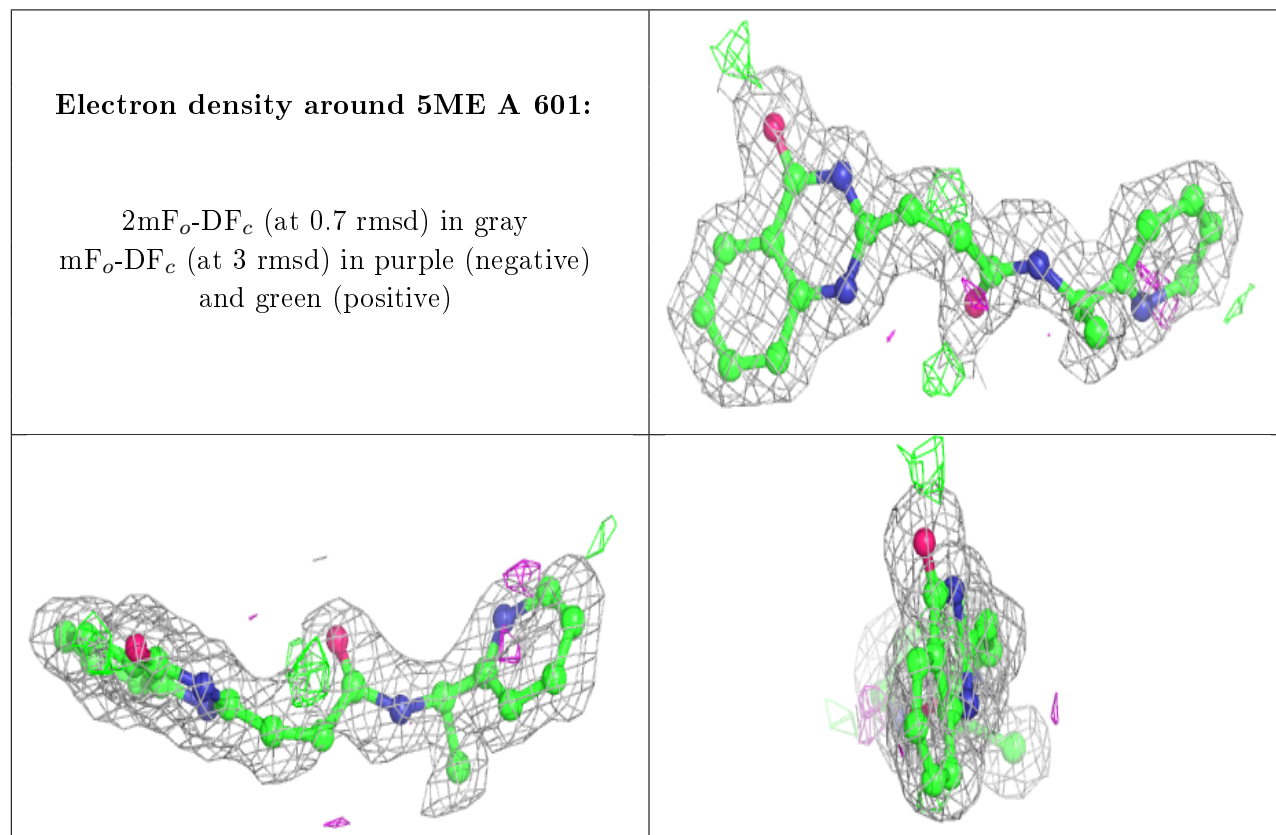 Electron density around 5ME A 601:
2mFₒ-DF𝒸 (at 0.7 rmsd) in gray
mFₒ-DF𝒸 (at 3 rmsd) in purple (negative)
and green (positive)